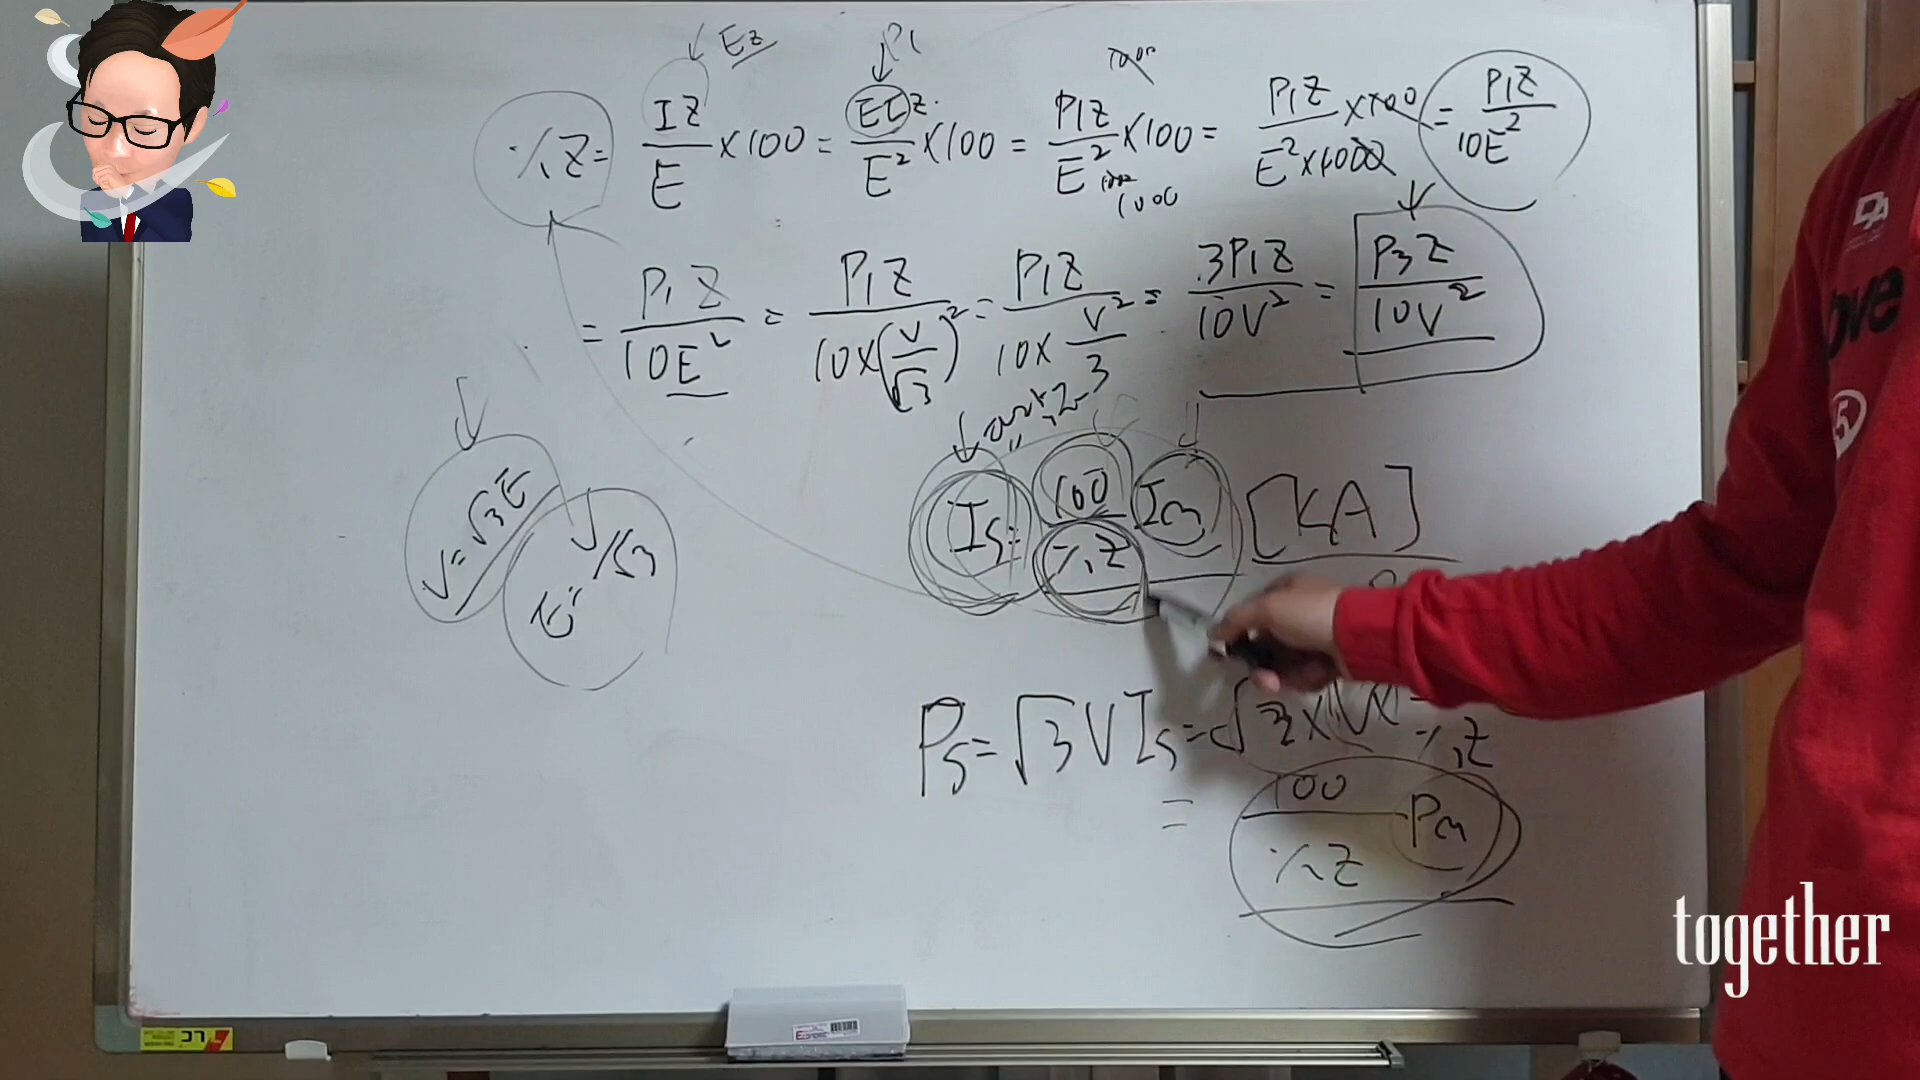 Ez P1
%Z = IZ/E ×100 = EIZ/E² ×100 = P1Z/E² ×100 = P1Z/E²×1000 ×100 = P1Z/10E²
1000
= P1Z/10E² = P1Z/10×(V/√3)² = P1Z/10×V²/3 = 3P1Z/10V² = P3Z/10V²
V=√3E
E=V/√3
Is = 100/%Z In [KA]
Ps = √3VIs = √3×V× %Z
= 100/%Z Pn
together